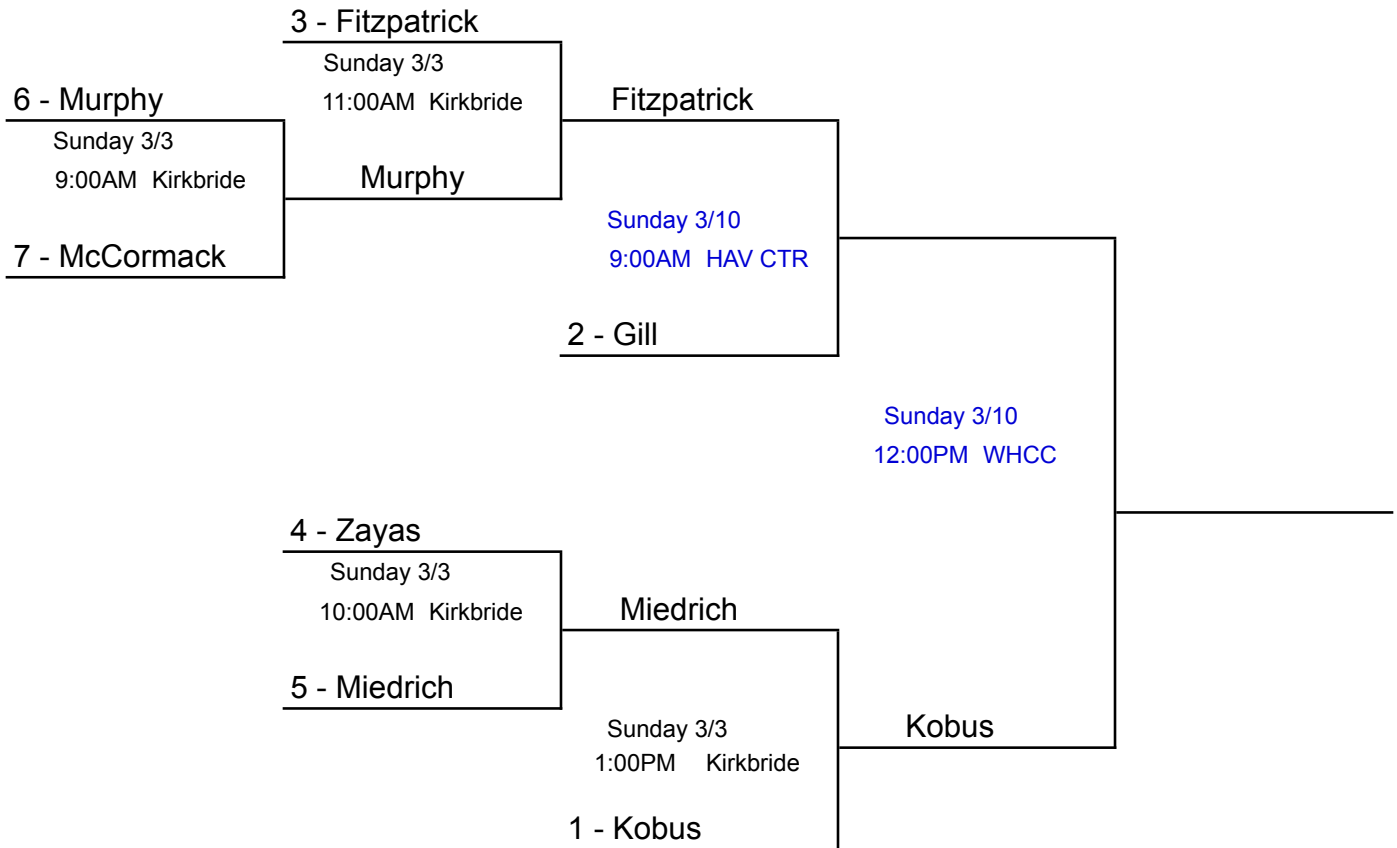 3 - Fitzpatrick
Sunday 3/3
11:00AM Kirkbride
6 - Murphy
Sunday 3/3
9:00AM Kirkbride
7 - McCormack
Murphy
Fitzpatrick
Sunday 3/10
9:00AM HAV CTR
2 - Gill
Sunday 3/10
12:00PM WHCC
4 - Zayas
Sunday 3/3
10:00AM Kirkbride
5 - Miedrich
Miedrich
Sunday 3/3
1:00PM Kirkbride
1 - Kobus
Kobus